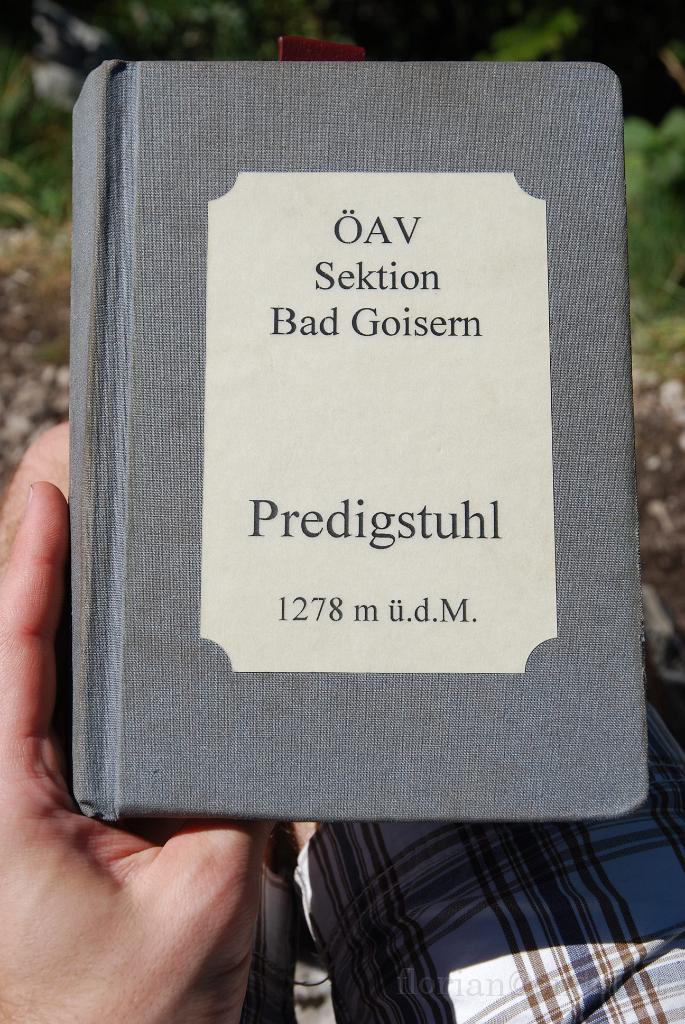 ÖAV
Sektion
Bad Goisern
Predigstuhl
1278 m ü.d.M.